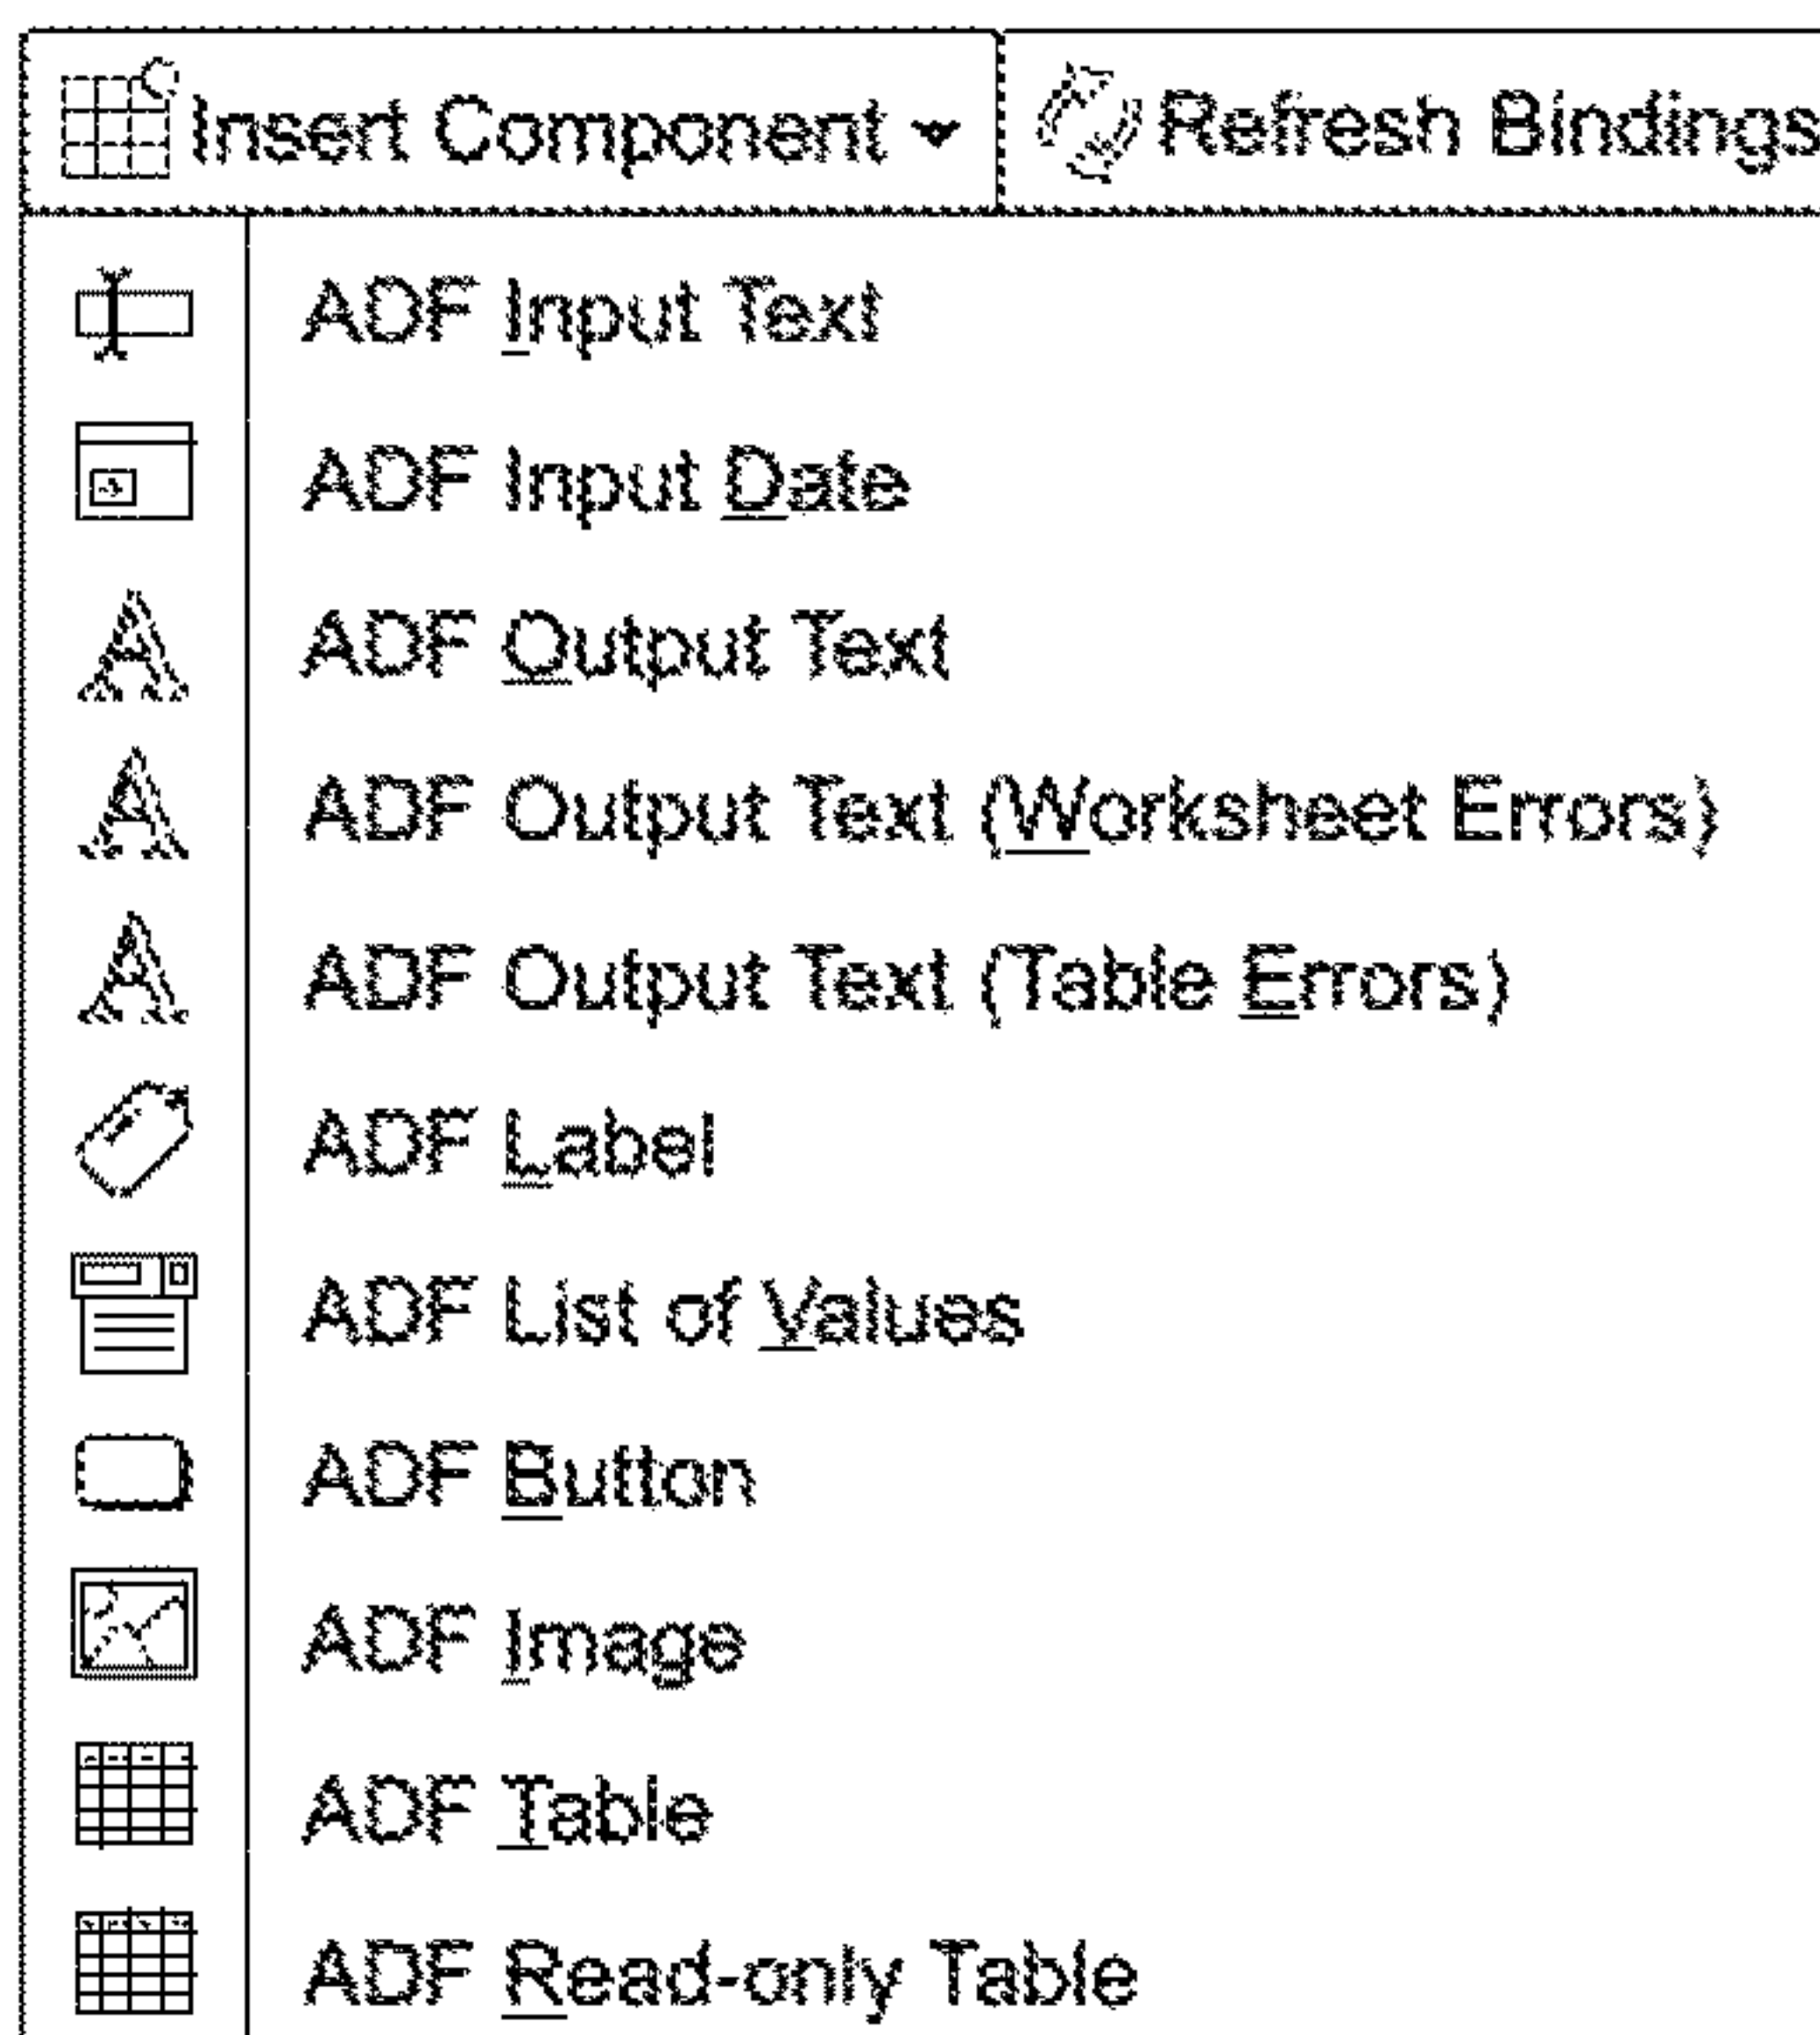 Insert Component Refresh Bindings
ADF Input Text
ADF Input Date
ADF Output Text
ADF Output Text (Worksheet Errors)
ADF Output Text (Table Errors)
ADF Label
ADF List of Values
ADF Button
ADF Image
ADF Table
ADF Read-only Table